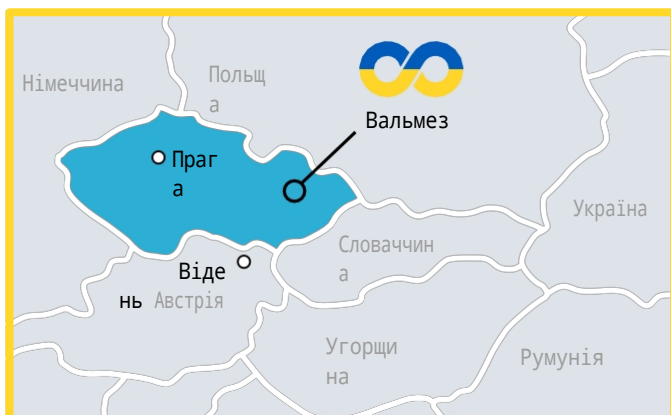 Німеччина
Польщ
а
Вальмез
Праг
а
Україна
Словаччин
а
Віде
нь Австрія
Угорщи
на
Румунія